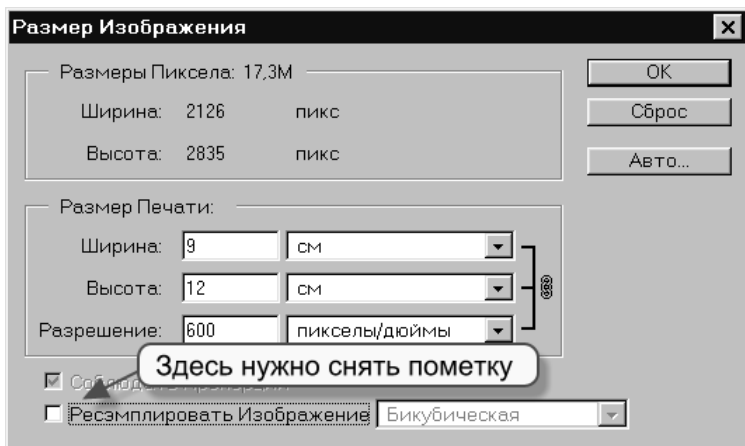 Размер Изображения
Размеры Пиксела: 17,3М
Ширина: 2126 пикс
Высота: 2835 пикс
OK
Сброс
Авто...
Размер Печати:
Ширина: 9 см
Высота: 12 см
Разрешение: 600 пикселы/дюймы
Здесь нужно снять пометку
Ресэмплировать Изображение Бикубическая